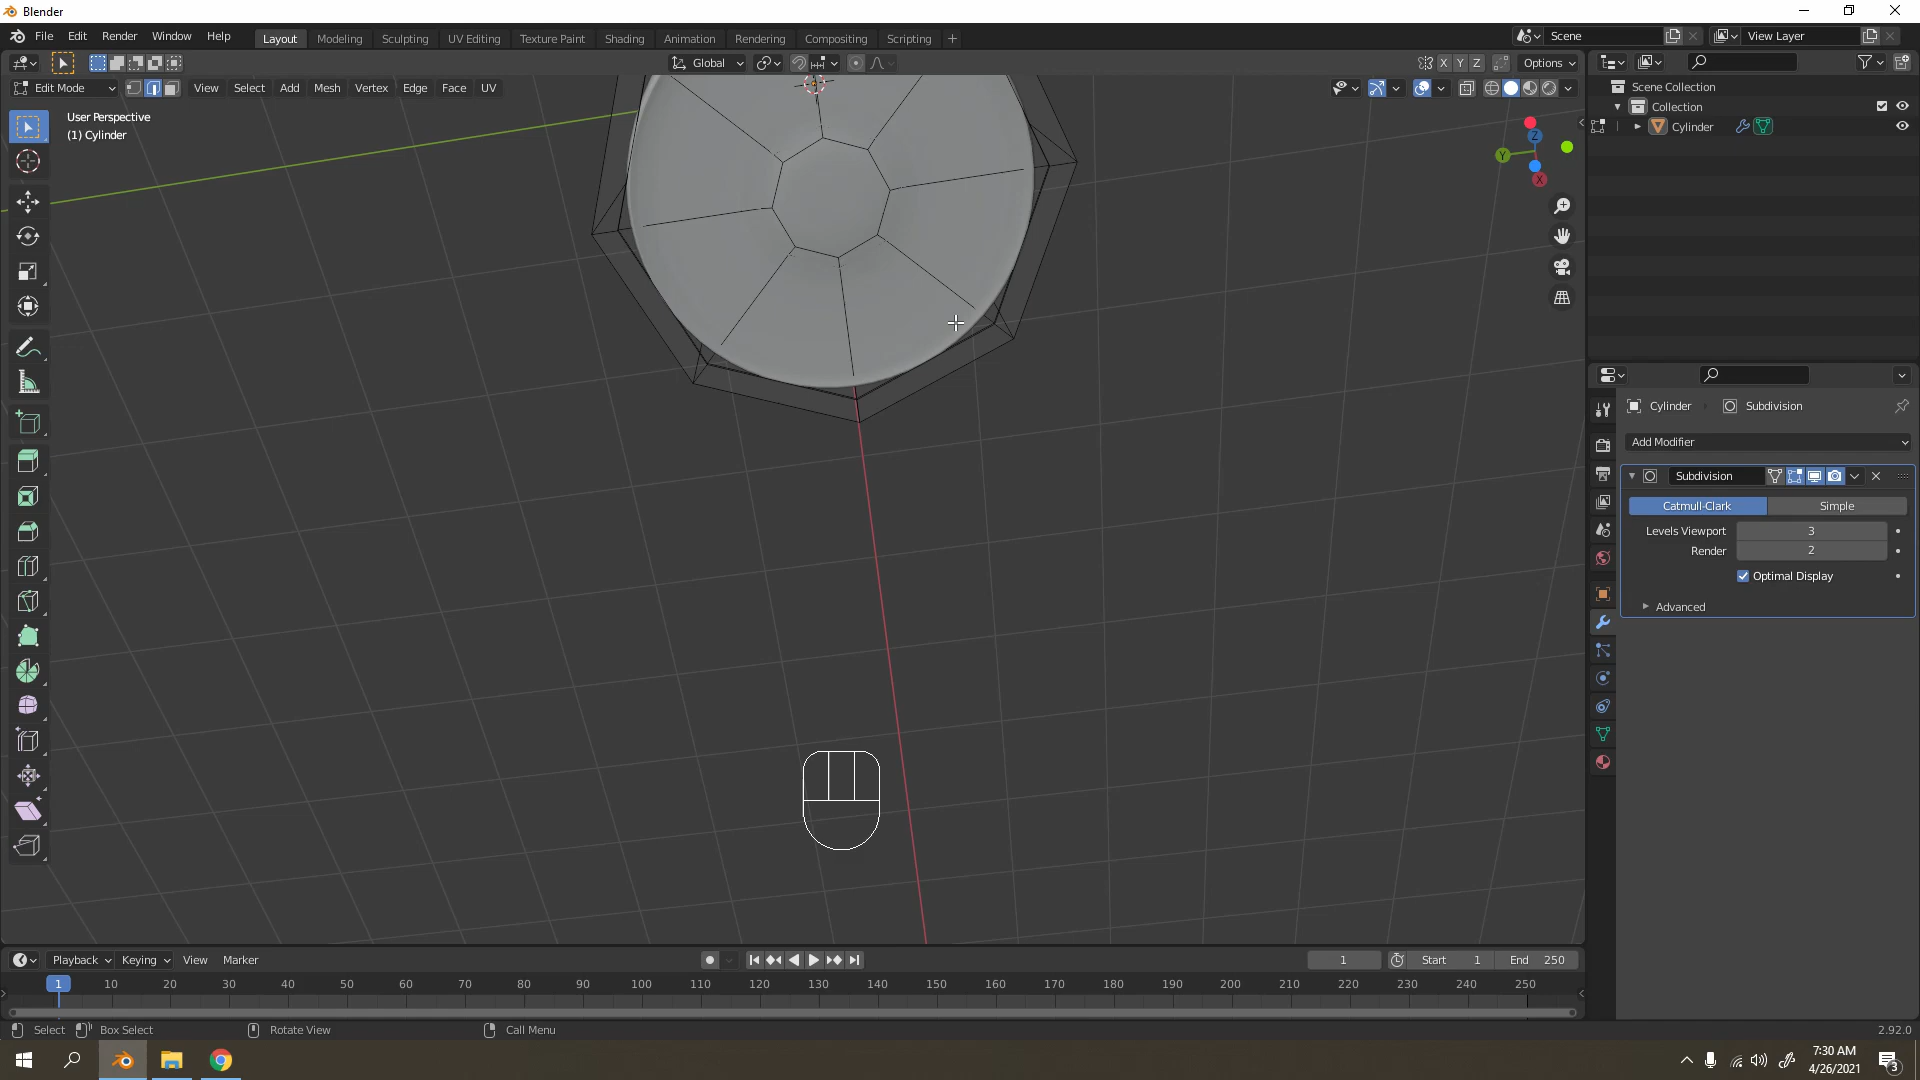 Blender
File Edit Render Window Help
Layout Modeling Sculpting UV Editing Texture Paint Shading Animation Rendering Compositing Scripting
Scene
View Layer
Global
X Y Z
Options
Edit Mode
View Select Add Mesh Vertex Edge Face UV
User Perspective
(1) Cylinder
Z
Y
X
Scene Collection
Collection
Cylinder
Cylinder Subdivision
Add Modifier
Subdivision
Catmull-Clark Simple
Levels Viewport 3
Render 2
Optimal Display
Advanced
Playback Keying View Marker
1
Start 1
End 250
1 10 20 30 40 50 60 70 80 90 100 110 120 130 140 150 160 170 180 190 200 210 220 230 240 250
Select Box Select Rotate View Call Menu
2.92.0
7:30 AM
4/26/2021
3